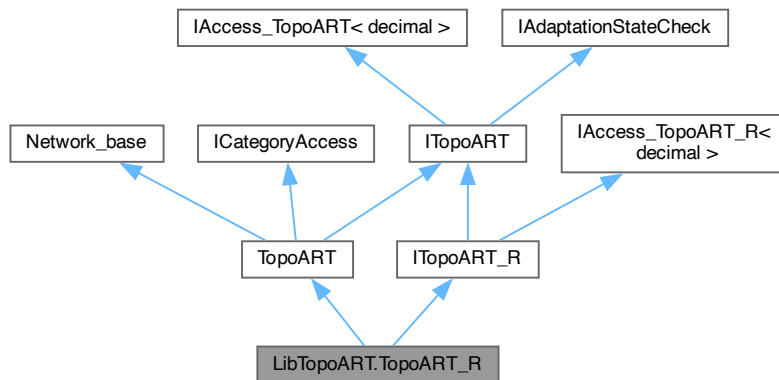 IAccess_TopoART< decimal >
IAdaptationStateCheck
Network_base
ICategoryAccess
ITopoART
IAccess_TopoART_R<
decimal >
TopoART
ITopoART_R
LibTopoART.TopoART_R